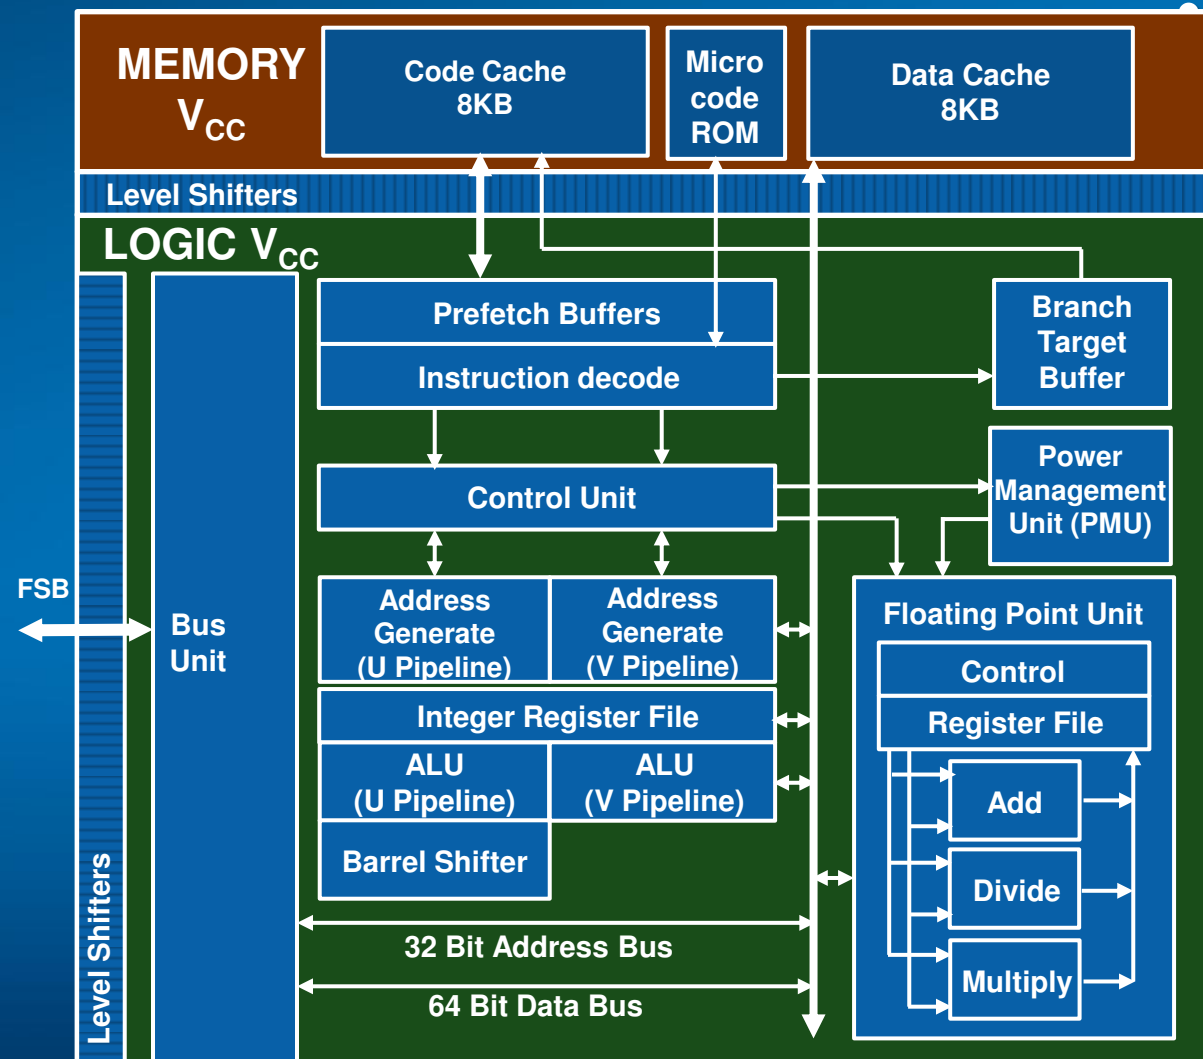 MEMORY
V_CC
Code Cache
8KB
Micro
code
ROM
Data Cache
8KB
Level Shifters
LOGIC V_CC
Prefetch Buffers
Instruction decode
Branch
Target
Buffer
Control Unit
Power
Management
Unit (PMU)
FSB
Bus
Unit
Level Shifters
Address
Generate
(U Pipeline)
Address
Generate
(V Pipeline)
Integer Register File
ALU
(U Pipeline)
ALU
(V Pipeline)
Barrel Shifter
32 Bit Address Bus
64 Bit Data Bus
Floating Point Unit
Control
Register File
Add
Divide
Multiply